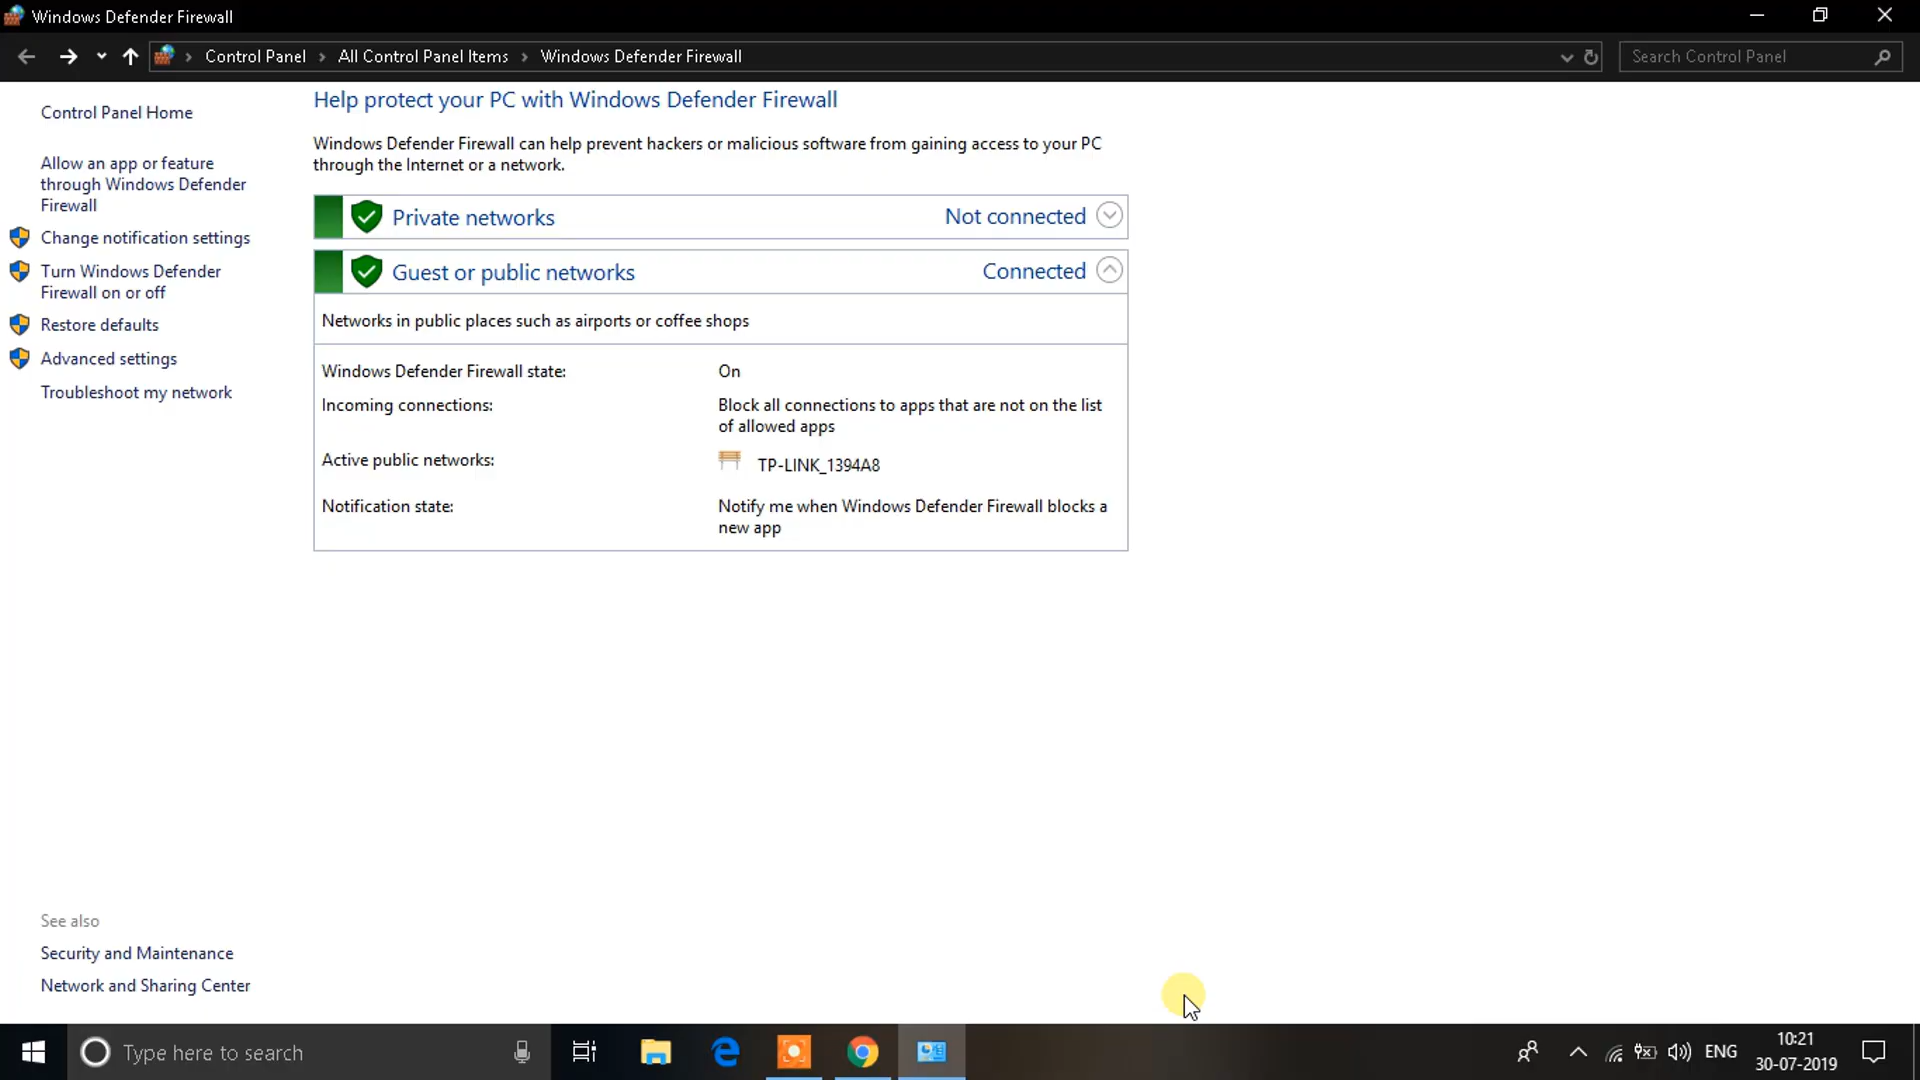 Windows Defender Firewall
Control Panel
All Control Panel Items
Windows Defender Firewall
Search Control Panel
Control Panel Home
Allow an app or feature
through Windows Defender
Firewall
Change notification settings
Turn Windows Defender
Firewall on or off
Restore defaults
Advanced settings
Troubleshoot my network
Help protect your PC with Windows Defender Firewall
Windows Defender Firewall can help prevent hackers or malicious software from gaining access to your PC
through the Internet or a network.
Private networks
Not connected
Guest or public networks
Connected
Networks in public places such as airports or coffee shops
Windows Defender Firewall state:
On
Incoming connections:
Block all connections to apps that are not on the list
of allowed apps
Active public networks:
TP-LINK_1394A8
Notification state:
Notify me when Windows Defender Firewall blocks a
new app
See also
Security and Maintenance
Network and Sharing Center
Type here to search
ENG
10:21
30-07-2019